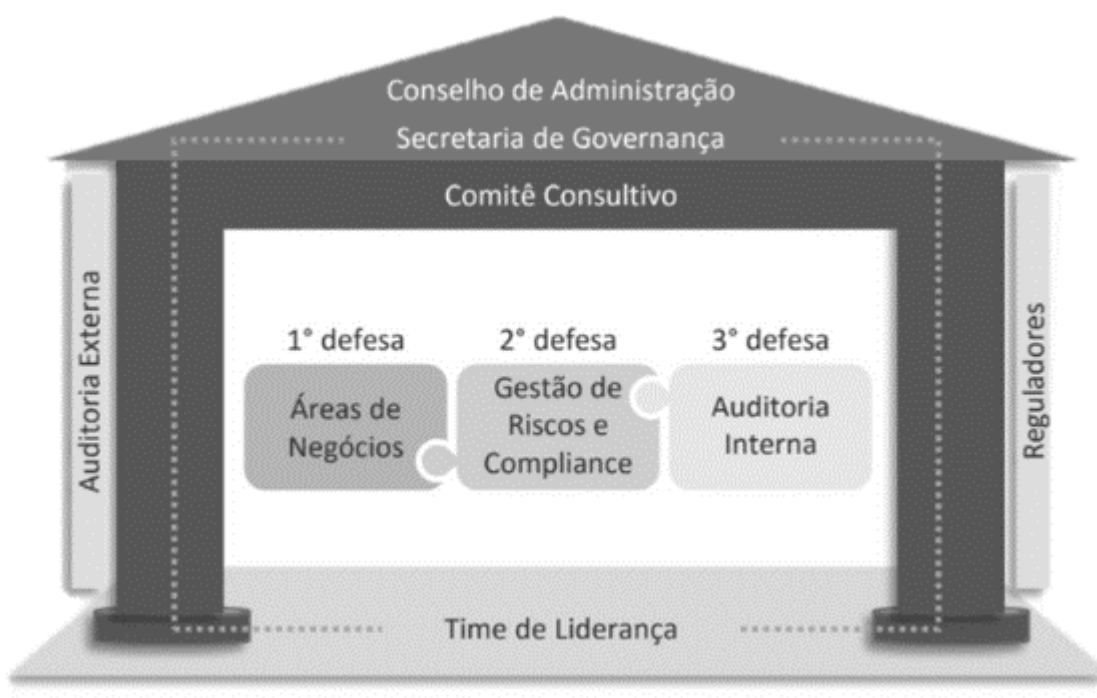 Conselho de Administração
Secretaria de Governança
Comitê Consultivo
Auditoria Externa
1° defesa
2° defesa
3° defesa
Áreas de
Negócios
Gestão de
Riscos e
Compliance
Auditoria
Interna
Reguladores
Time de Liderança